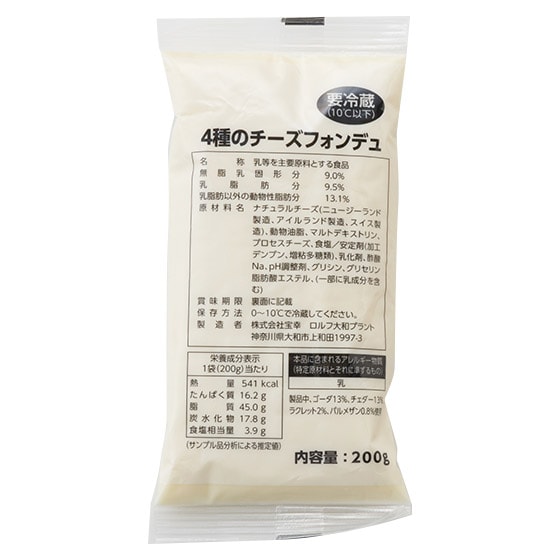 要冷蔵
(10℃以下)
4種のチーズフォンデュ
名称 乳等を主要原料とする食品
無脂乳固形分 9.0%
乳脂肪分 9.5%
乳脂肪以外の動物性脂肪分 13.1%
原材料名 ナチュラルチーズ(ニュージーランド
製造、アイルランド製造、スイス製
造)、動物油脂、マルトデキストリン、
プロセスチーズ、食塩/安定剤(加工
デンプン、増粘多糖類)、乳化剤、酢酸
Na、pH調整剤、グリシン、グリセリン
脂肪酸エステル、(一部に乳成分を含
む)
賞味期限 裏面に記載
保存方法 0〜10℃で冷蔵してください。
製造者 株式会社宝幸 ロルフ大和プラント
神奈川県大和市上和田1997-3
栄養成分表示
1袋(200g)当たり
熱量 541 kcal
たんぱく質 16.2 g
脂質 45.0 g
炭水化物 17.8 g
食塩相当量 3.9 g
(サンプル品分析による推定値)
本品に含まれるアレルギー物質
(特定原材料とそれに準ずるもの)
乳
製品中、ゴーダ13%、チェダー13%
ラグレット2%、パルメザン0.8%使用
内容量:200g